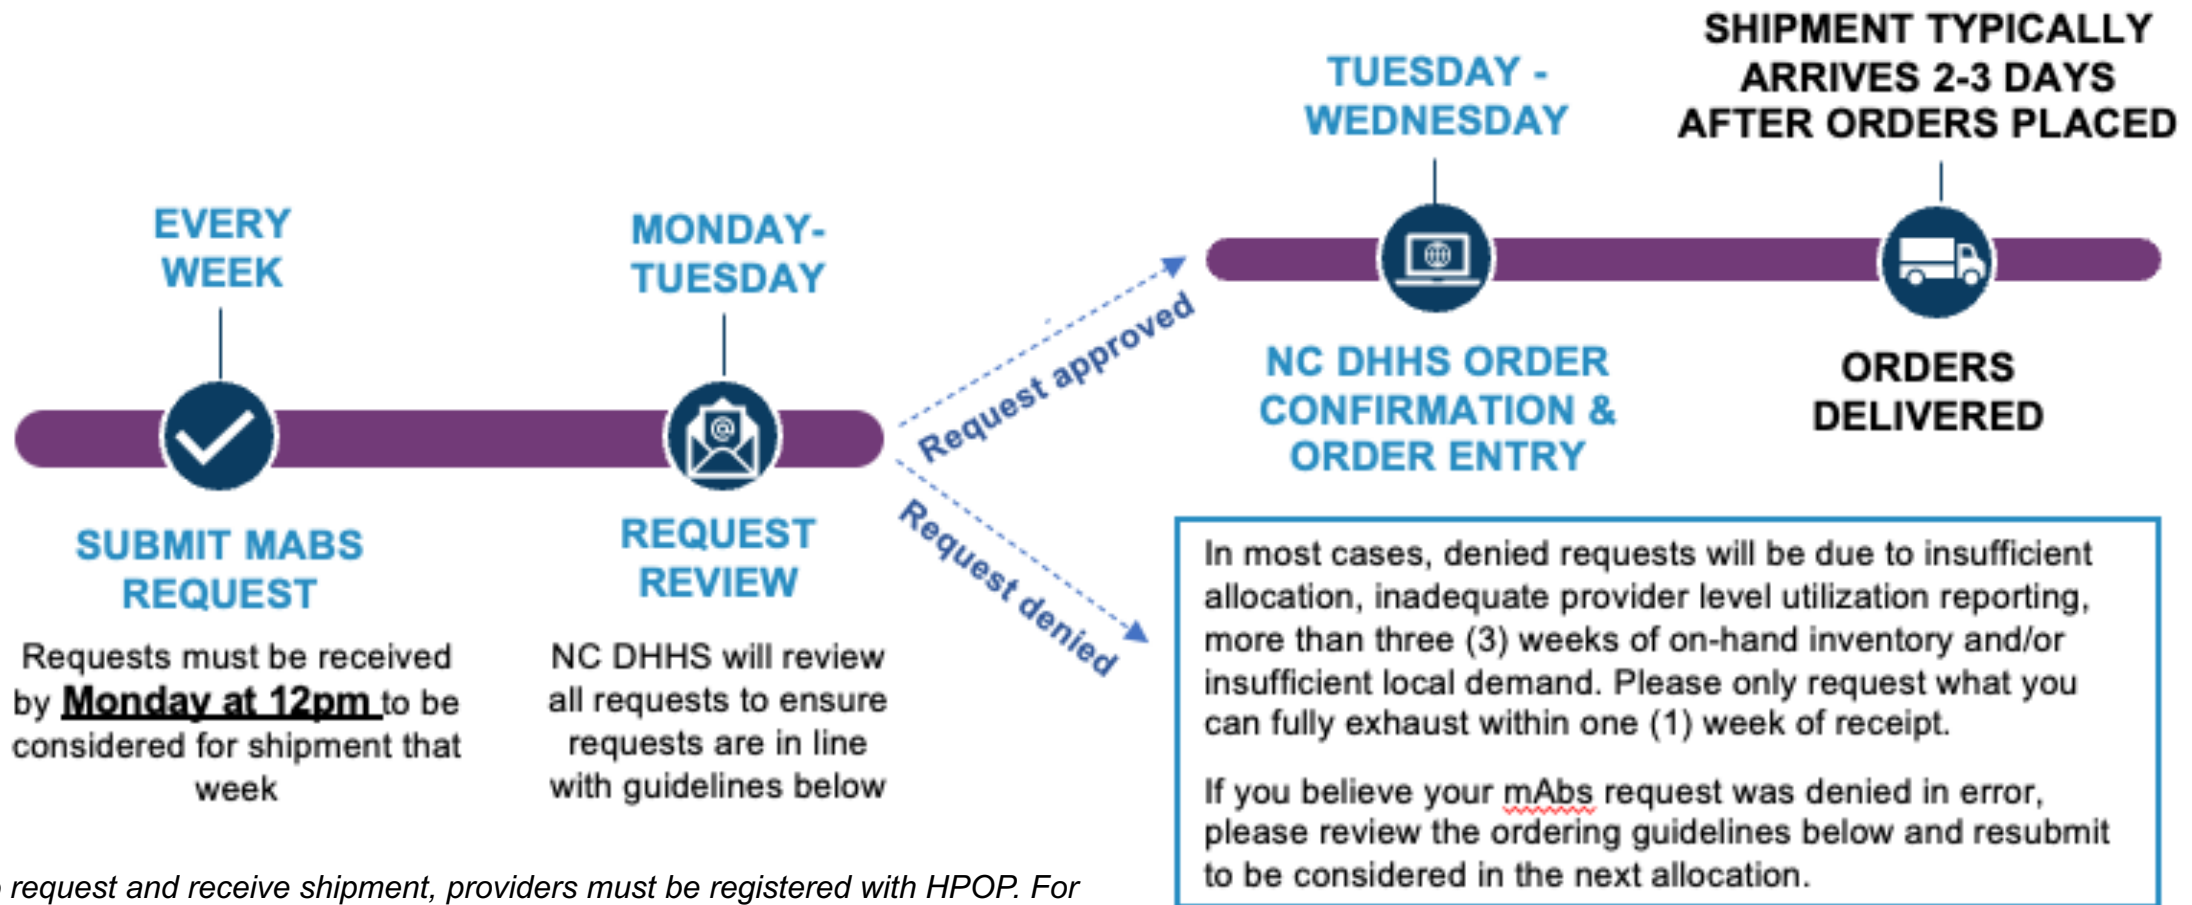 EVERY
WEEK
SUBMIT MABS
REQUEST
Requests must be received
by Monday at 12pm to be
considered for shipment that
week
MONDAY-
TUESDAY
REQUEST
REVIEW
NC DHHS will review
all requests to ensure
requests are in line
with guidelines below
Request approved
Request denied
TUESDAY -
WEDNESDAY
NC DHHS ORDER
CONFIRMATION &
ORDER ENTRY
SHIPMENT TYPICALLY
ARRIVES 2-3 DAYS
AFTER ORDERS PLACED
ORDERS
DELIVERED
In most cases, denied requests will be due to insufficient
allocation, inadequate provider level utilization reporting,
more than three (3) weeks of on-hand inventory and/or
insufficient local demand. Please only request what you
can fully exhaust within one (1) week of receipt.
If you believe your mAbs request was denied in error,
please review the ordering guidelines below and resubmit
to be considered in the next allocation.
request and receive shipment, providers must be registered with HPOP. For